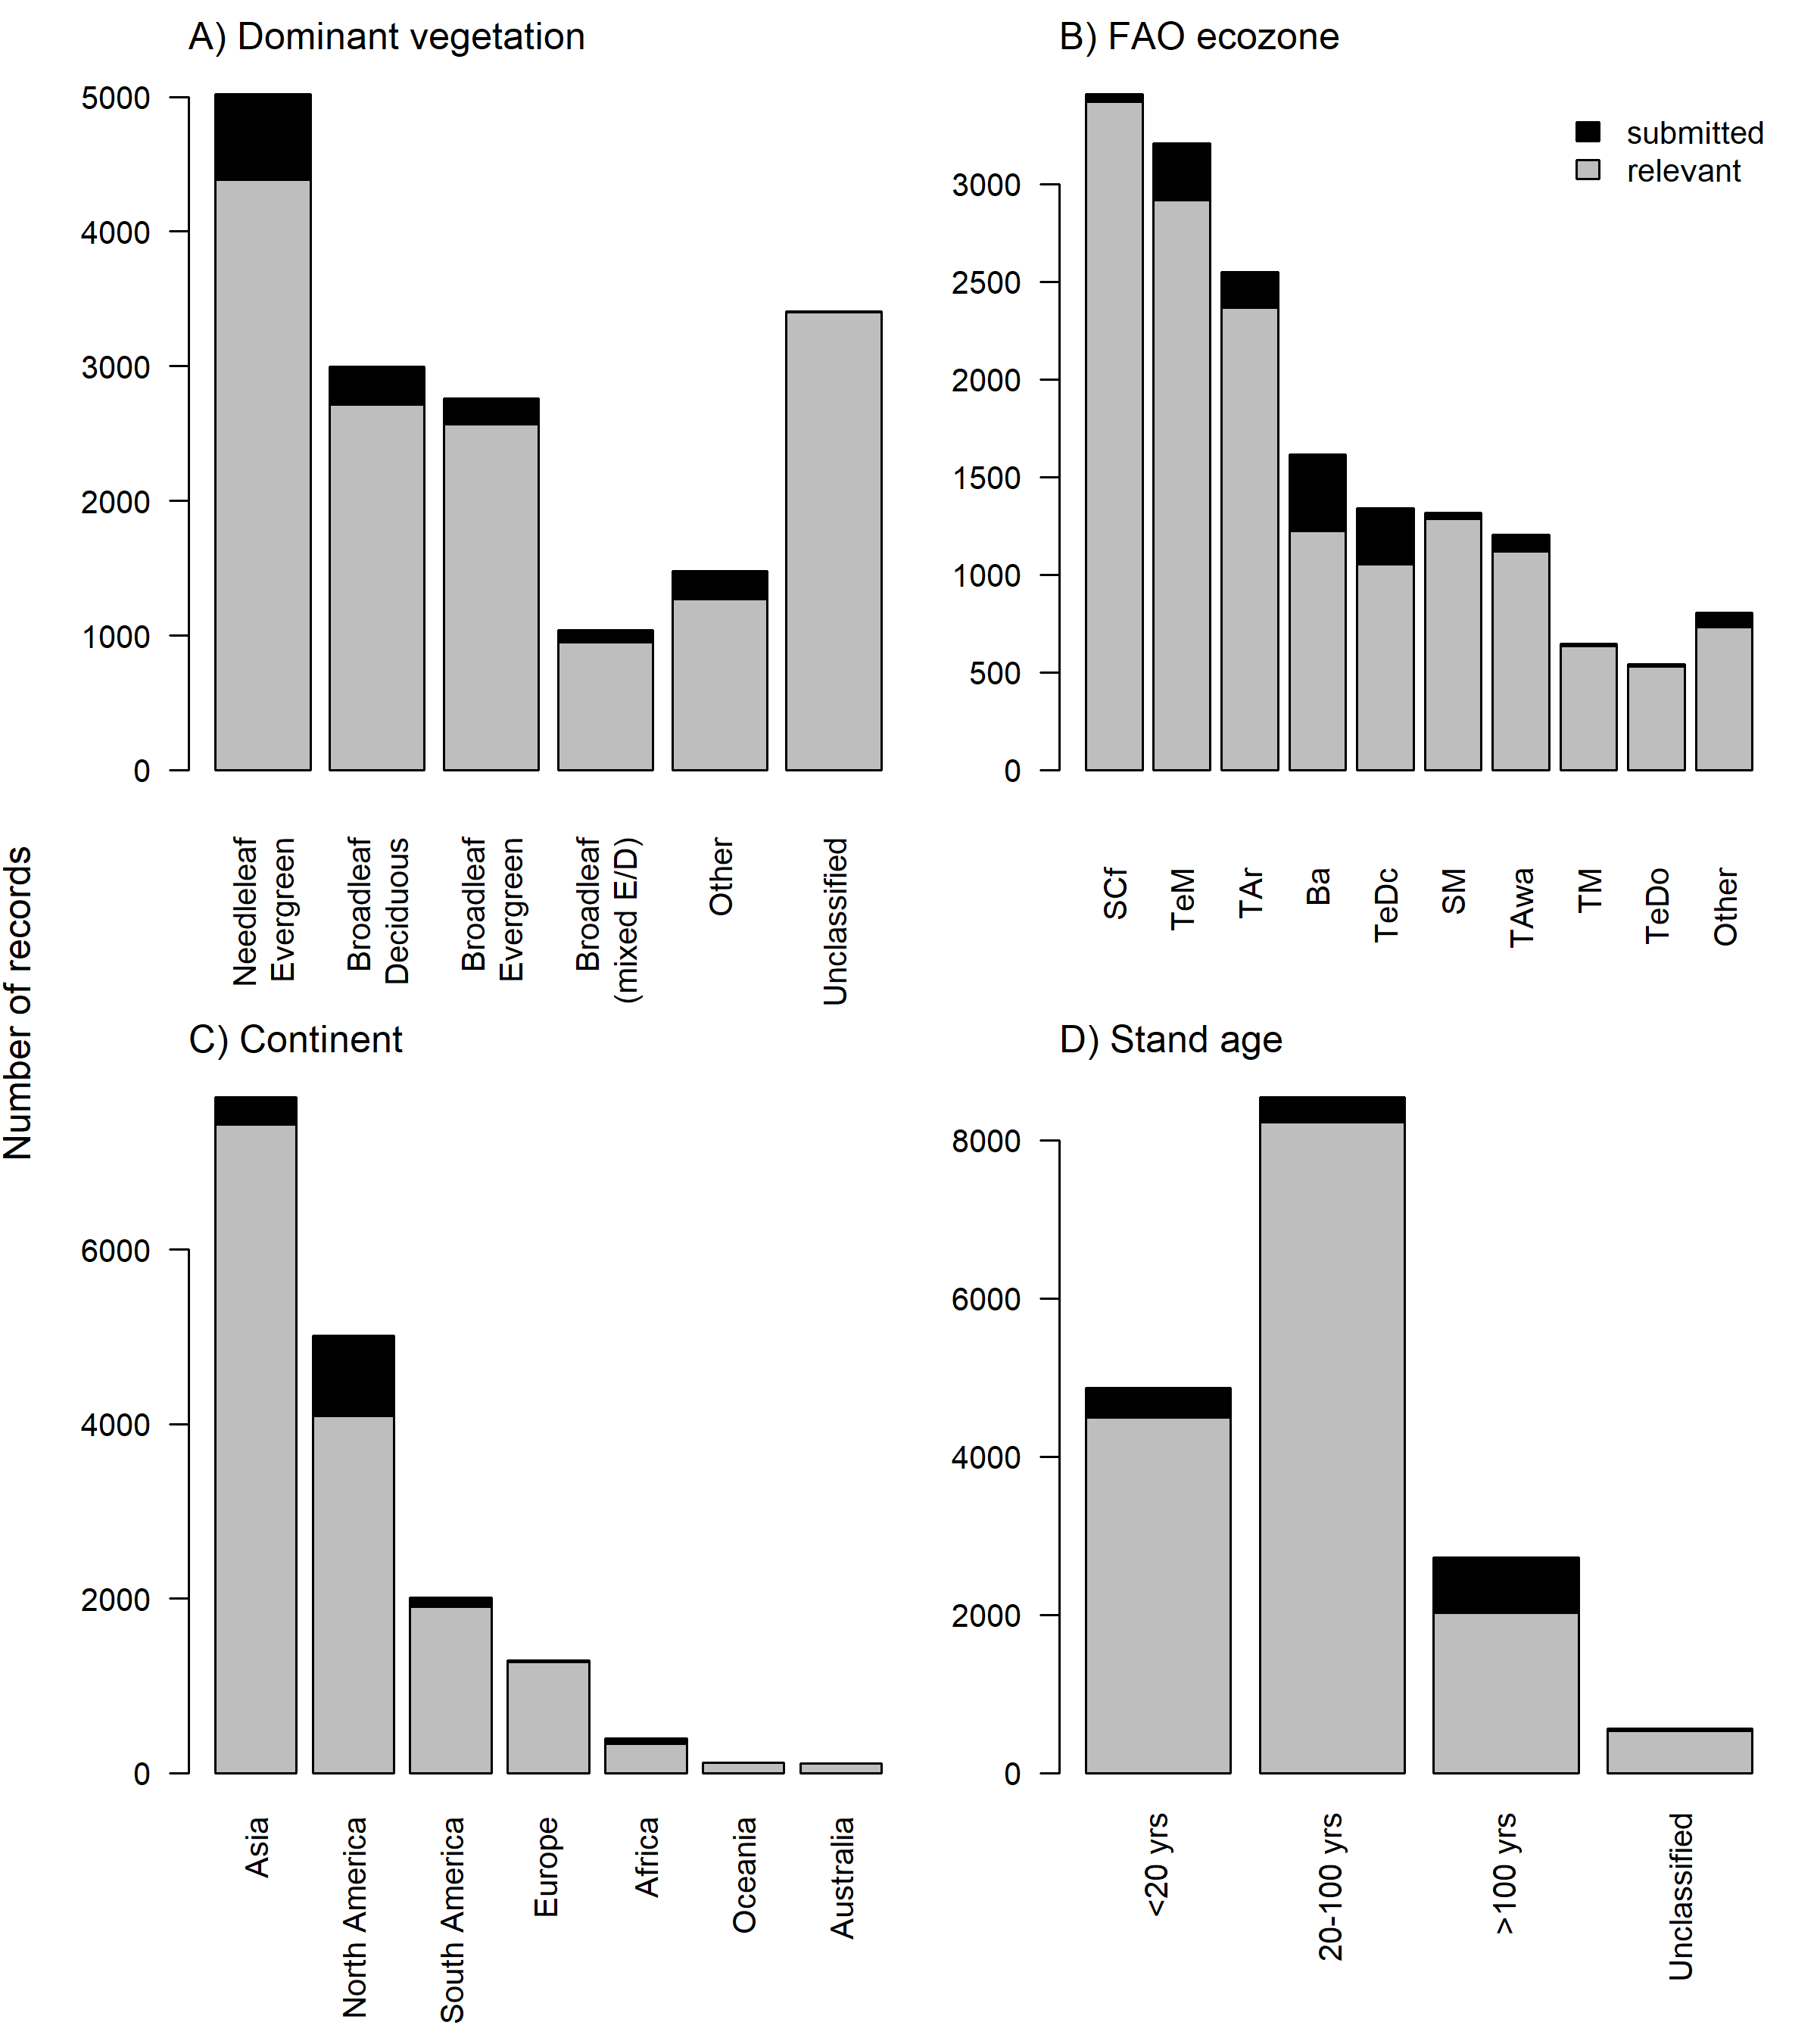 A) Dominant vegetation
5000
4000
3000
2000
1000
0
Needleleaf
Evergreen
Broadleaf
Deciduous
Broadleaf
Evergreen
Broadleaf
(mixed E/D)
Other
Unclassified
B) FAO ecozone
submitted
relevant
3000
2500
2000
1500
1000
500
0
SCf
TeM
TAr
Ba
TeDc
SM
TAwa
TM
TeDo
Other
Number of records
C) Continent
6000
4000
2000
0
Asia
North America
South America
Europe
Africa
Oceania
Australia
D) Stand age
8000
6000
4000
2000
0
<20 yrs
20-100 yrs
>100 yrs
Unclassified